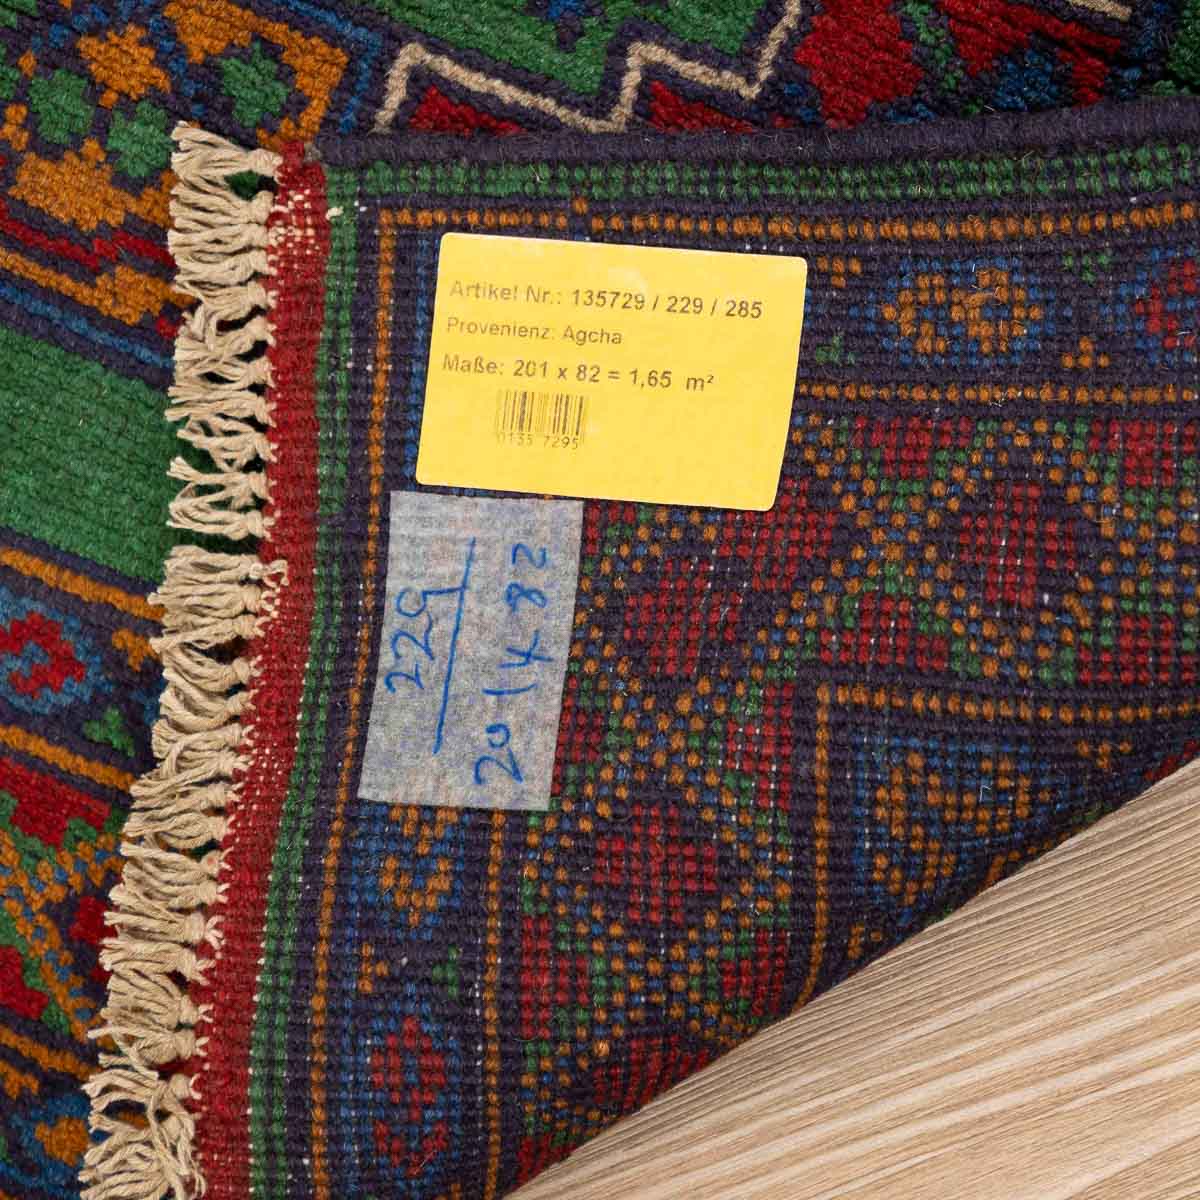 Artikel Nr.: 135729 / 229 / 285
Provenienz: Agcha
Maße: 201 x 82 = 1,65 m²
0135 7295
229
201 x 82